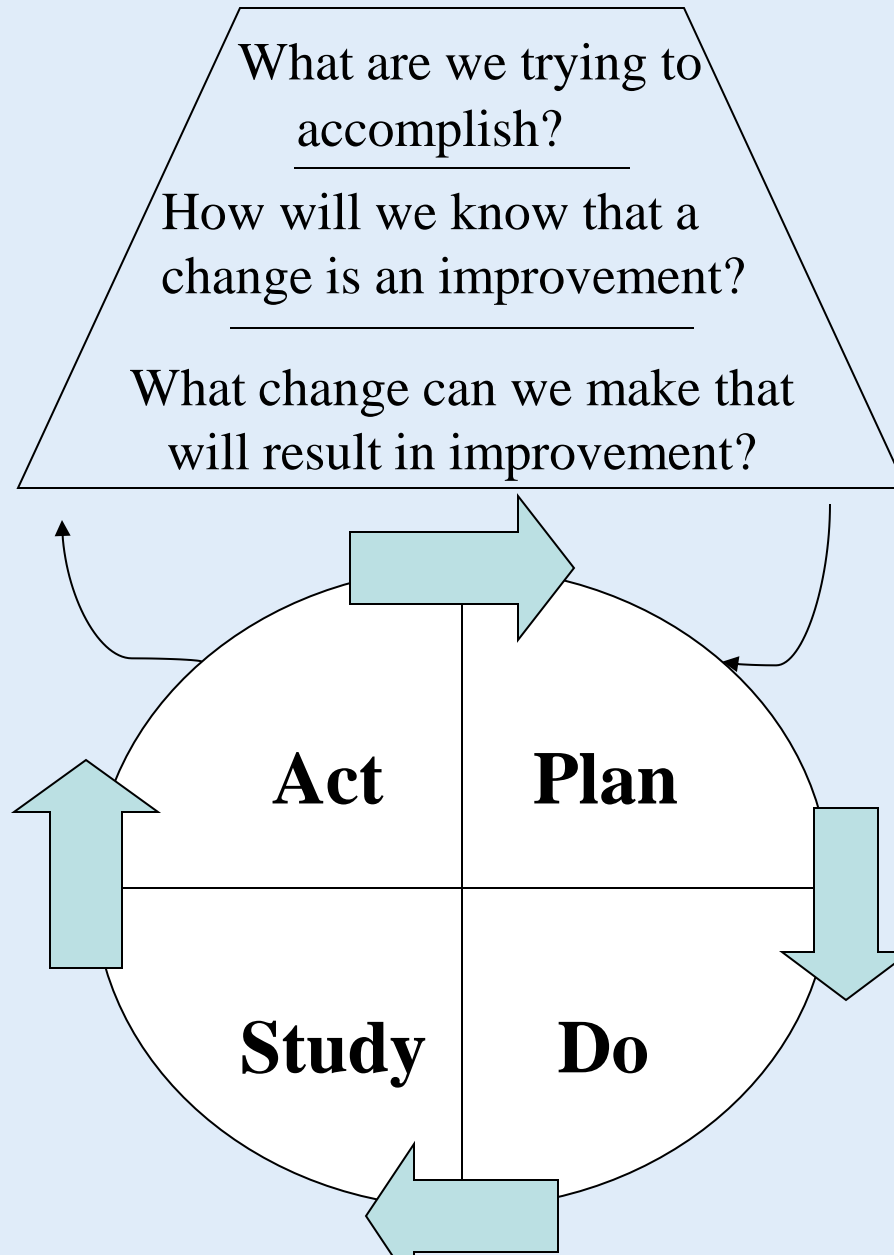 What are we trying to
accomplish?
How will we know that a
change is an improvement?
What change can we make that
will result in improvement?
Act
Plan
Study
Do